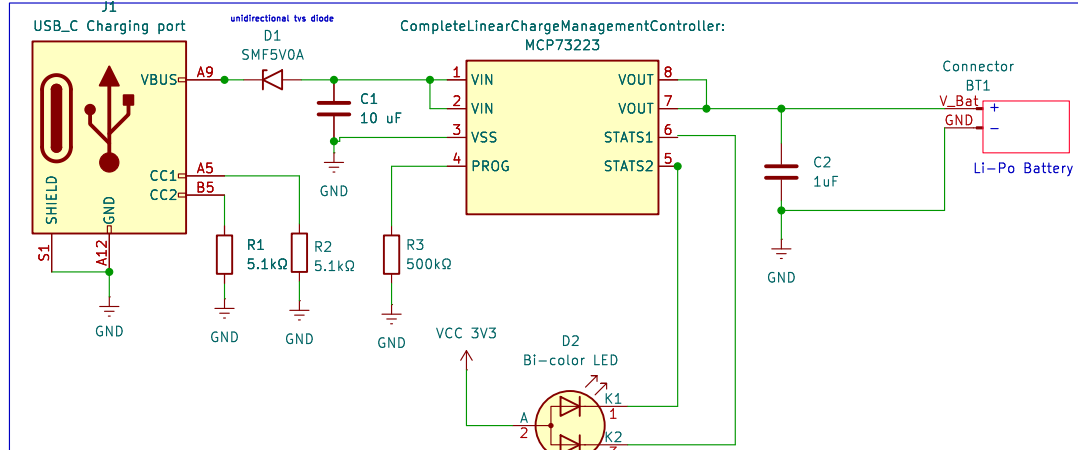 J1
USB_C Charging port
unidirectional tvs diode
D1
SMF5V0A
CompleteLinearChargeManagementController:
MCP73223
Connector
BT1
VBUS
A9
C1
10 uF
1
VIN
2
VIN
3
VSS
4
PROG
VOUT
8
VOUT
7
STATS1
6
STATS2
5
V_Bat
+
GND
−
Li-Po Battery
C2
1uF
GND
CC1
A5
CC2
B5
SHIELD
GND
S1
A12
GND
R1
5.1kΩ
GND
R2
5.1kΩ
GND
R3
500kΩ
GND
GND
VCC 3V3
D2
Bi-color LED
A
2
K1
1
K2